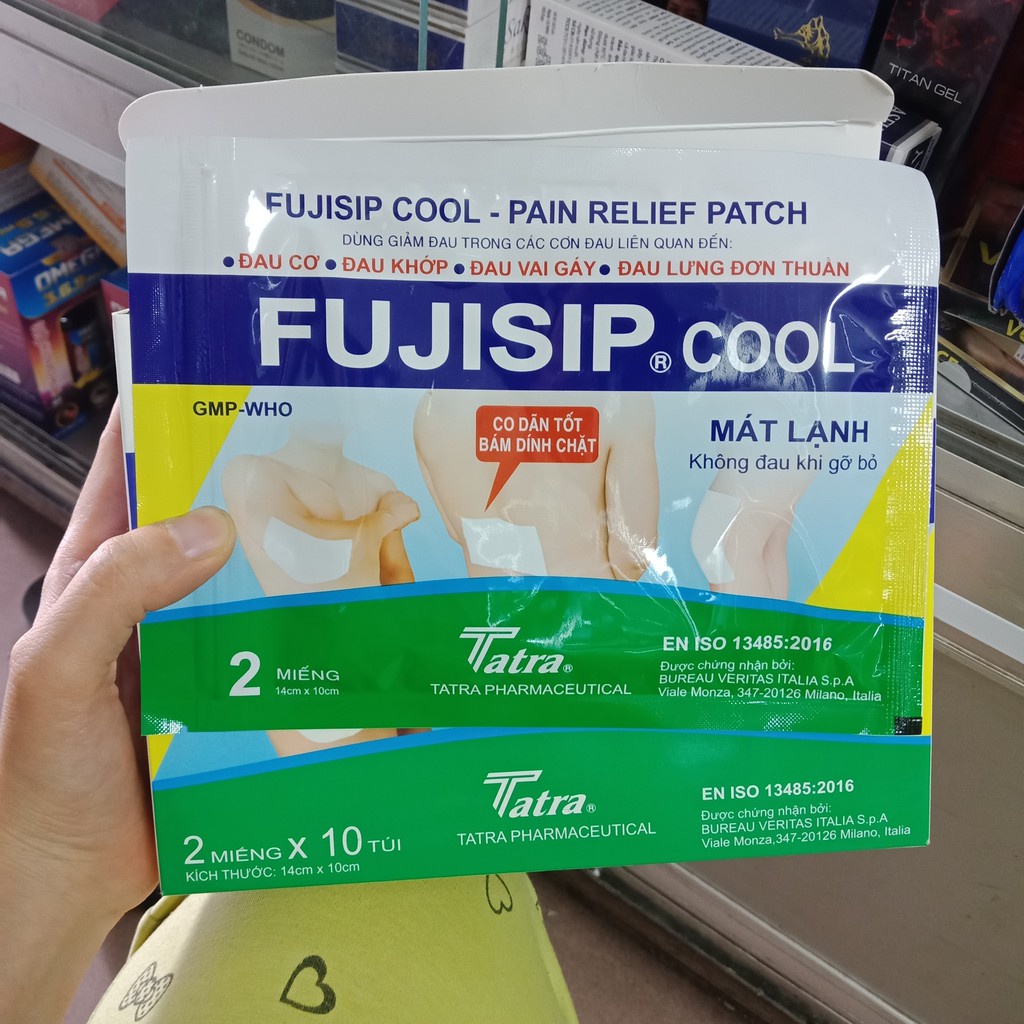 CONDOM
TITAN GEL
OMEGA
FUJISIP COOL - PAIN RELIEF PATCH
DÙNG GIẢM ĐAU TRONG CÁC CƠN ĐAU LIÊN QUAN ĐẾN:
• ĐAU CƠ • ĐAU KHỚP • ĐAU VAI GÁY • ĐAU LƯNG ĐƠN THUẦN
FUJISIP® COOL
GMP-WHO
CO DÃN TỐT
BÁM DÍNH CHẶT
MÁT LẠNH
Không đau khi gỡ bỏ
2 MIẾNG
14cm x 10cm
Tatra®
TATRA PHARMACEUTICAL
EN ISO 13485:2016
Được chứng nhận bởi:
BUREAU VERITAS ITALIA S.p.A
Viale Monza, 347-20126 Milano, Italia
2 MIẾNG X 10 TÚI
KÍCH THƯỚC: 14cm x 10cm
Tatra®
TATRA PHARMACEUTICAL
EN ISO 13485:2016
Được chứng nhận bởi:
BUREAU VERITAS ITALIA S.p.A
Viale Monza,347-20126 Milano, Italia